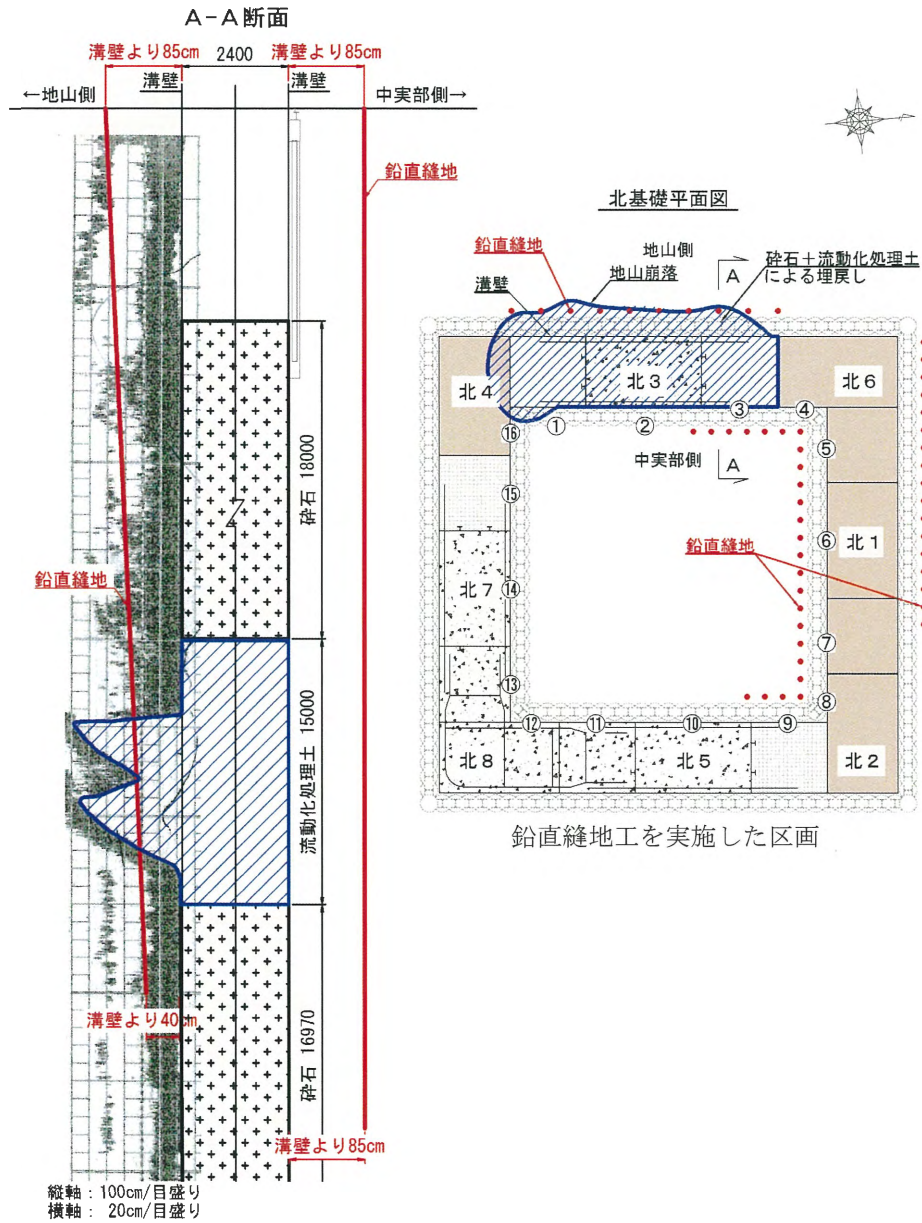 A-A断面
溝壁より85cm
2400
溝壁より85cm
溝壁
溝壁
←地山側
中実部側→
鉛直縫地
砕石 18000
鉛直縫地
流動化処理土 15000
溝壁より40cm
砕石 16970
溝壁より85cm
縦軸：100cm/目盛り
横軸： 20cm/目盛り
北基礎平面図
鉛直縫地
地山側
溝壁
地山崩落
A
砕石＋流動化処理土
による埋戻し
北4
北3
北6
①
②
③
④
⑯
⑤
中実部側
A
⑮
鉛直縫地
⑥
北1
北7
⑭
⑦
⑬
⑧
⑫
⑪
⑩
⑨
北8
北5
北2
鉛直縫地工を実施した区画